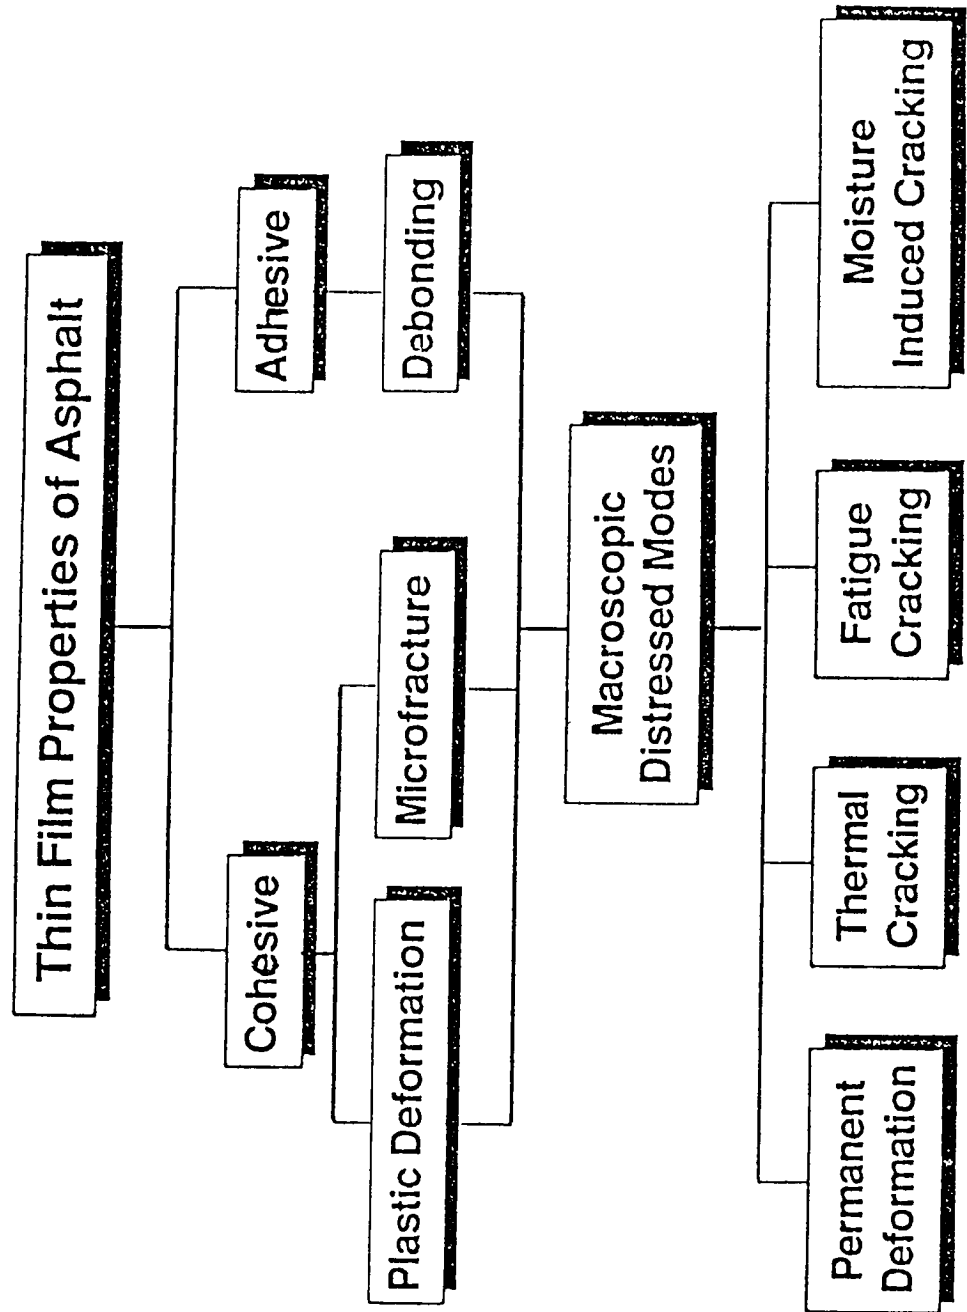 Thin Film Properties of Asphalt
Cohesive
Adhesive
Plastic Deformation
Microfracture
Debonding
Macroscopic
Distressed Modes
Permanent
Deformation
Thermal
Cracking
Fatigue
Cracking
Moisture
Induced Cracking